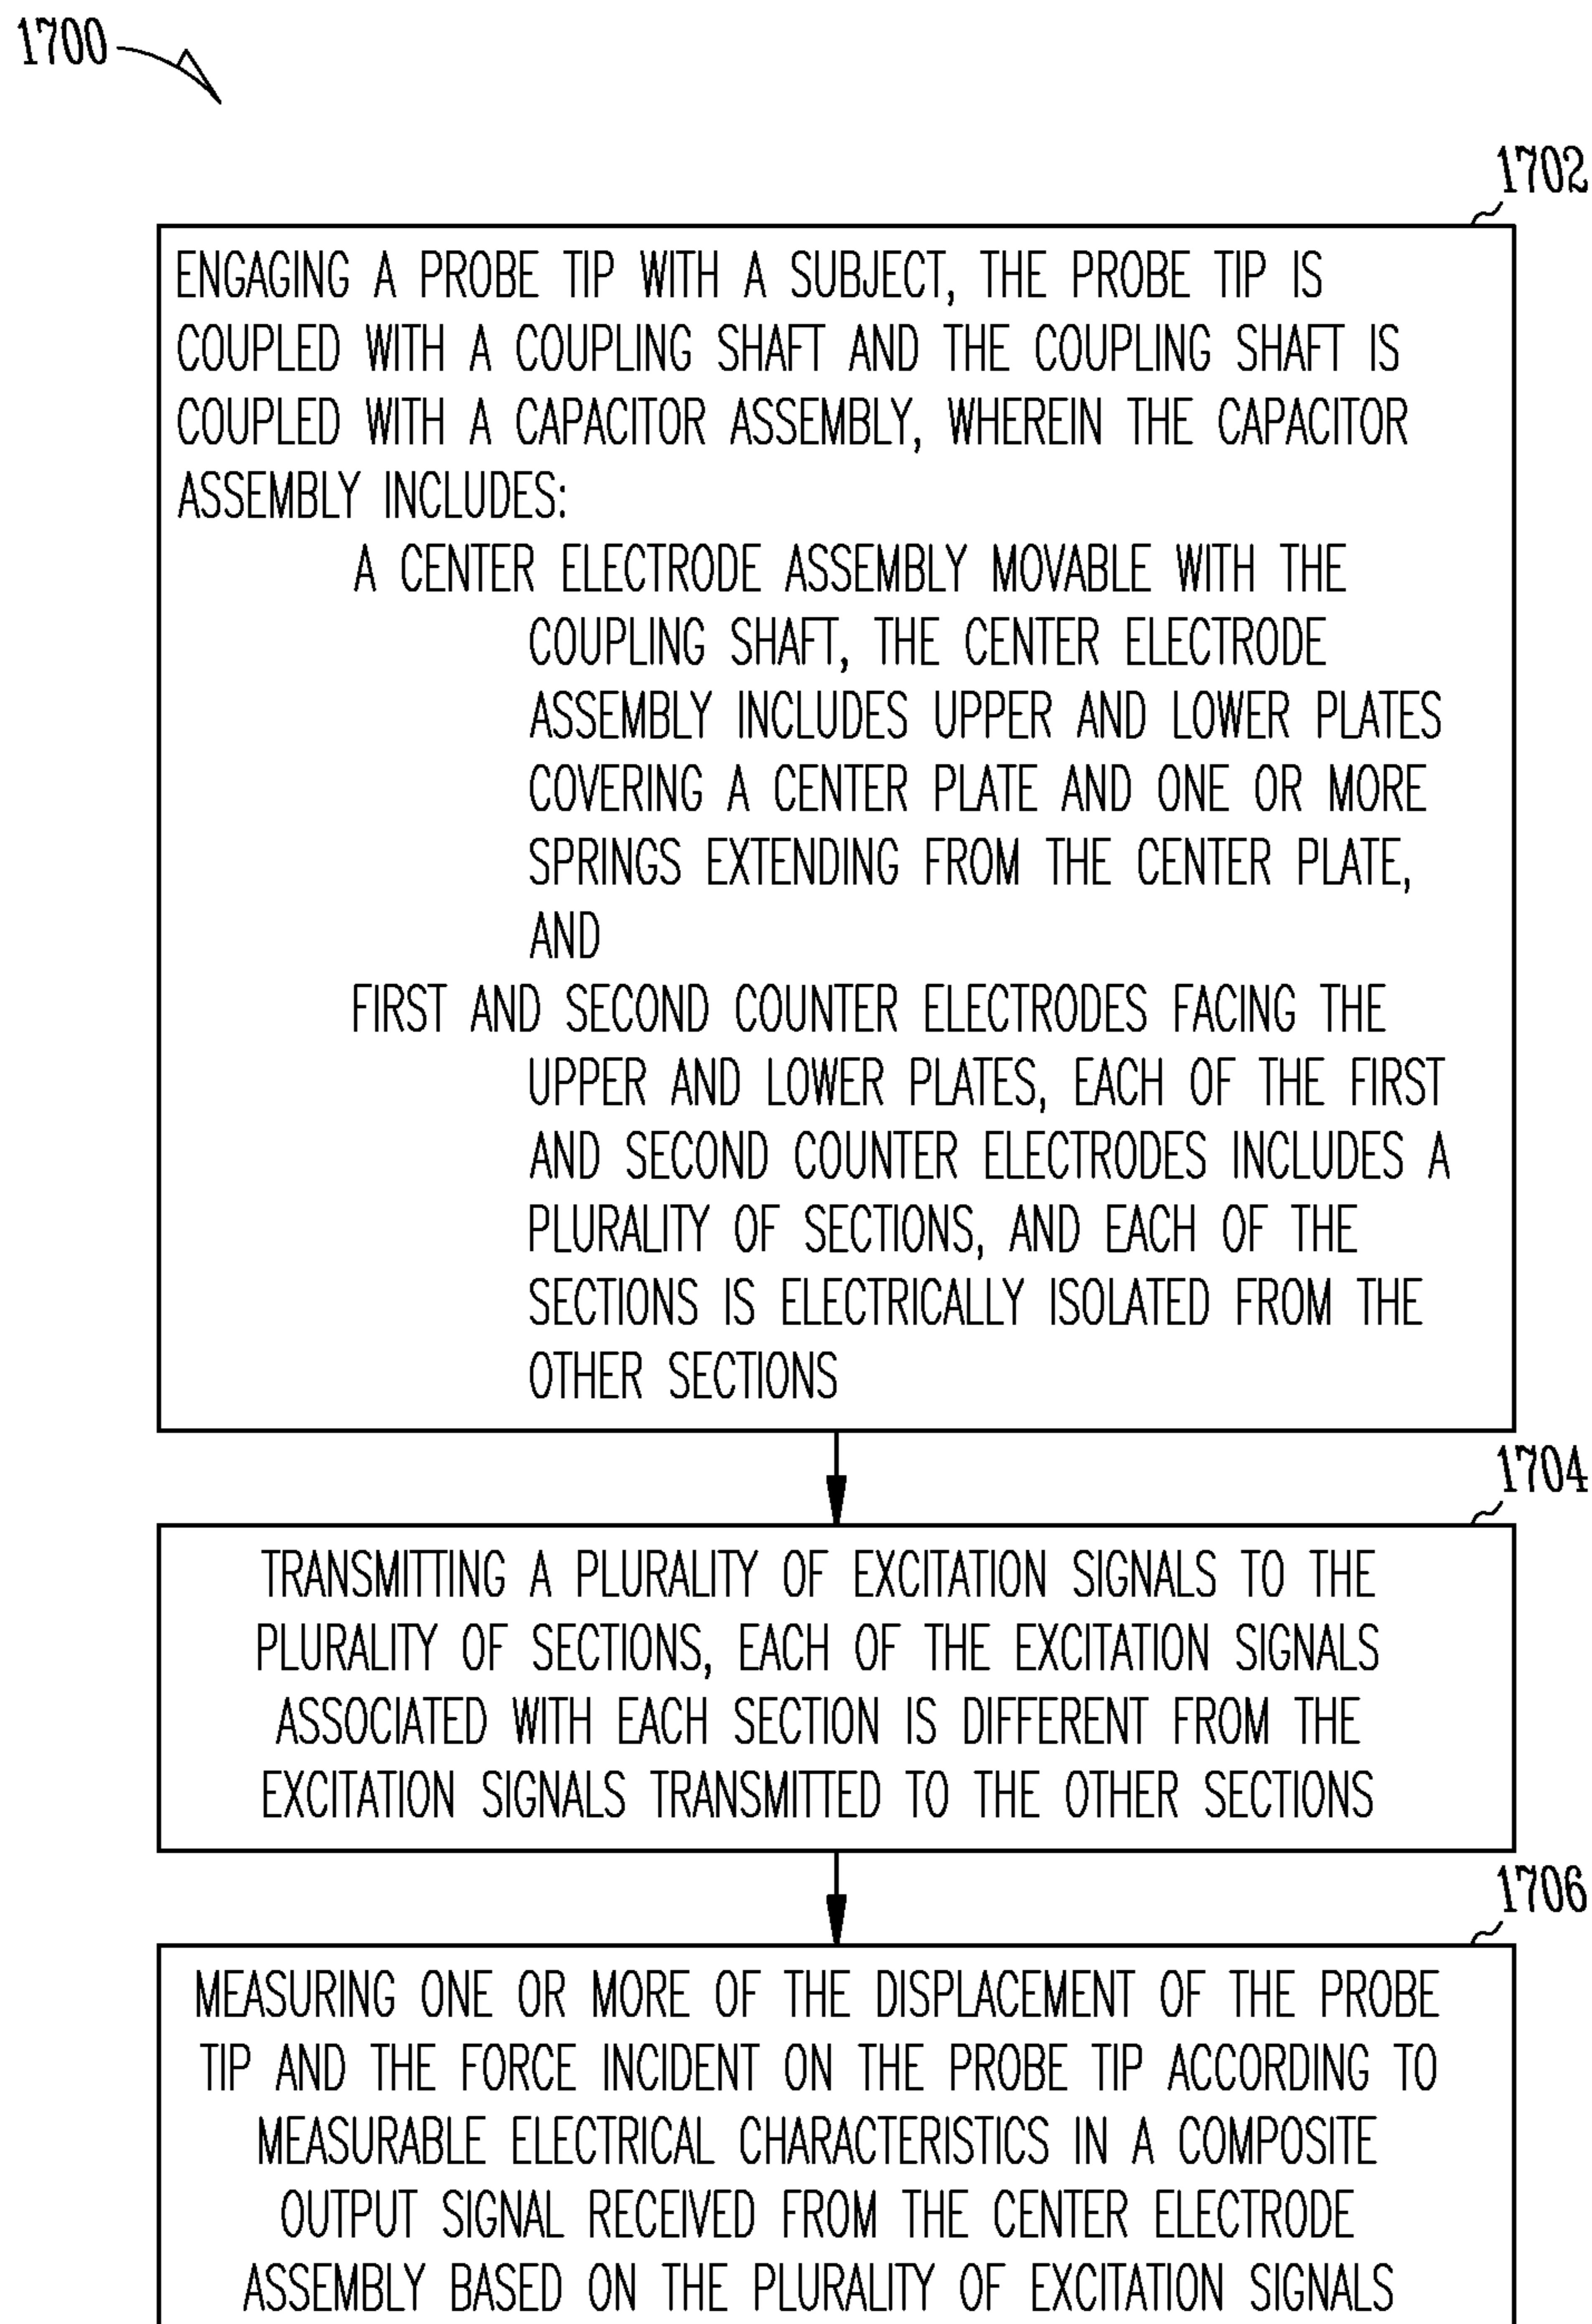 1700
1702
ENGAGING A PROBE TIP WITH A SUBJECT, THE PROBE TIP IS
COUPLED WITH A COUPLING SHAFT AND THE COUPLING SHAFT IS
COUPLED WITH A CAPACITOR ASSEMBLY, WHEREIN THE CAPACITOR
ASSEMBLY INCLUDES:
A CENTER ELECTRODE ASSEMBLY MOVABLE WITH THE
COUPLING SHAFT, THE CENTER ELECTRODE
ASSEMBLY INCLUDES UPPER AND LOWER PLATES
COVERING A CENTER PLATE AND ONE OR MORE
SPRINGS EXTENDING FROM THE CENTER PLATE,
AND
FIRST AND SECOND COUNTER ELECTRODES FACING THE
UPPER AND LOWER PLATES, EACH OF THE FIRST
AND SECOND COUNTER ELECTRODES INCLUDES A
PLURALITY OF SECTIONS, AND EACH OF THE
SECTIONS IS ELECTRICALLY ISOLATED FROM THE
OTHER SECTIONS
1704
TRANSMITTING A PLURALITY OF EXCITATION SIGNALS TO THE
PLURALITY OF SECTIONS, EACH OF THE EXCITATION SIGNALS
ASSOCIATED WITH EACH SECTION IS DIFFERENT FROM THE
EXCITATION SIGNALS TRANSMITTED TO THE OTHER SECTIONS
1706
MEASURING ONE OR MORE OF THE DISPLACEMENT OF THE PROBE
TIP AND THE FORCE INCIDENT ON THE PROBE TIP ACCORDING TO
MEASURABLE ELECTRICAL CHARACTERISTICS IN A COMPOSITE
OUTPUT SIGNAL RECEIVED FROM THE CENTER ELECTRODE
ASSEMBLY BASED ON THE PLURALITY OF EXCITATION SIGNALS